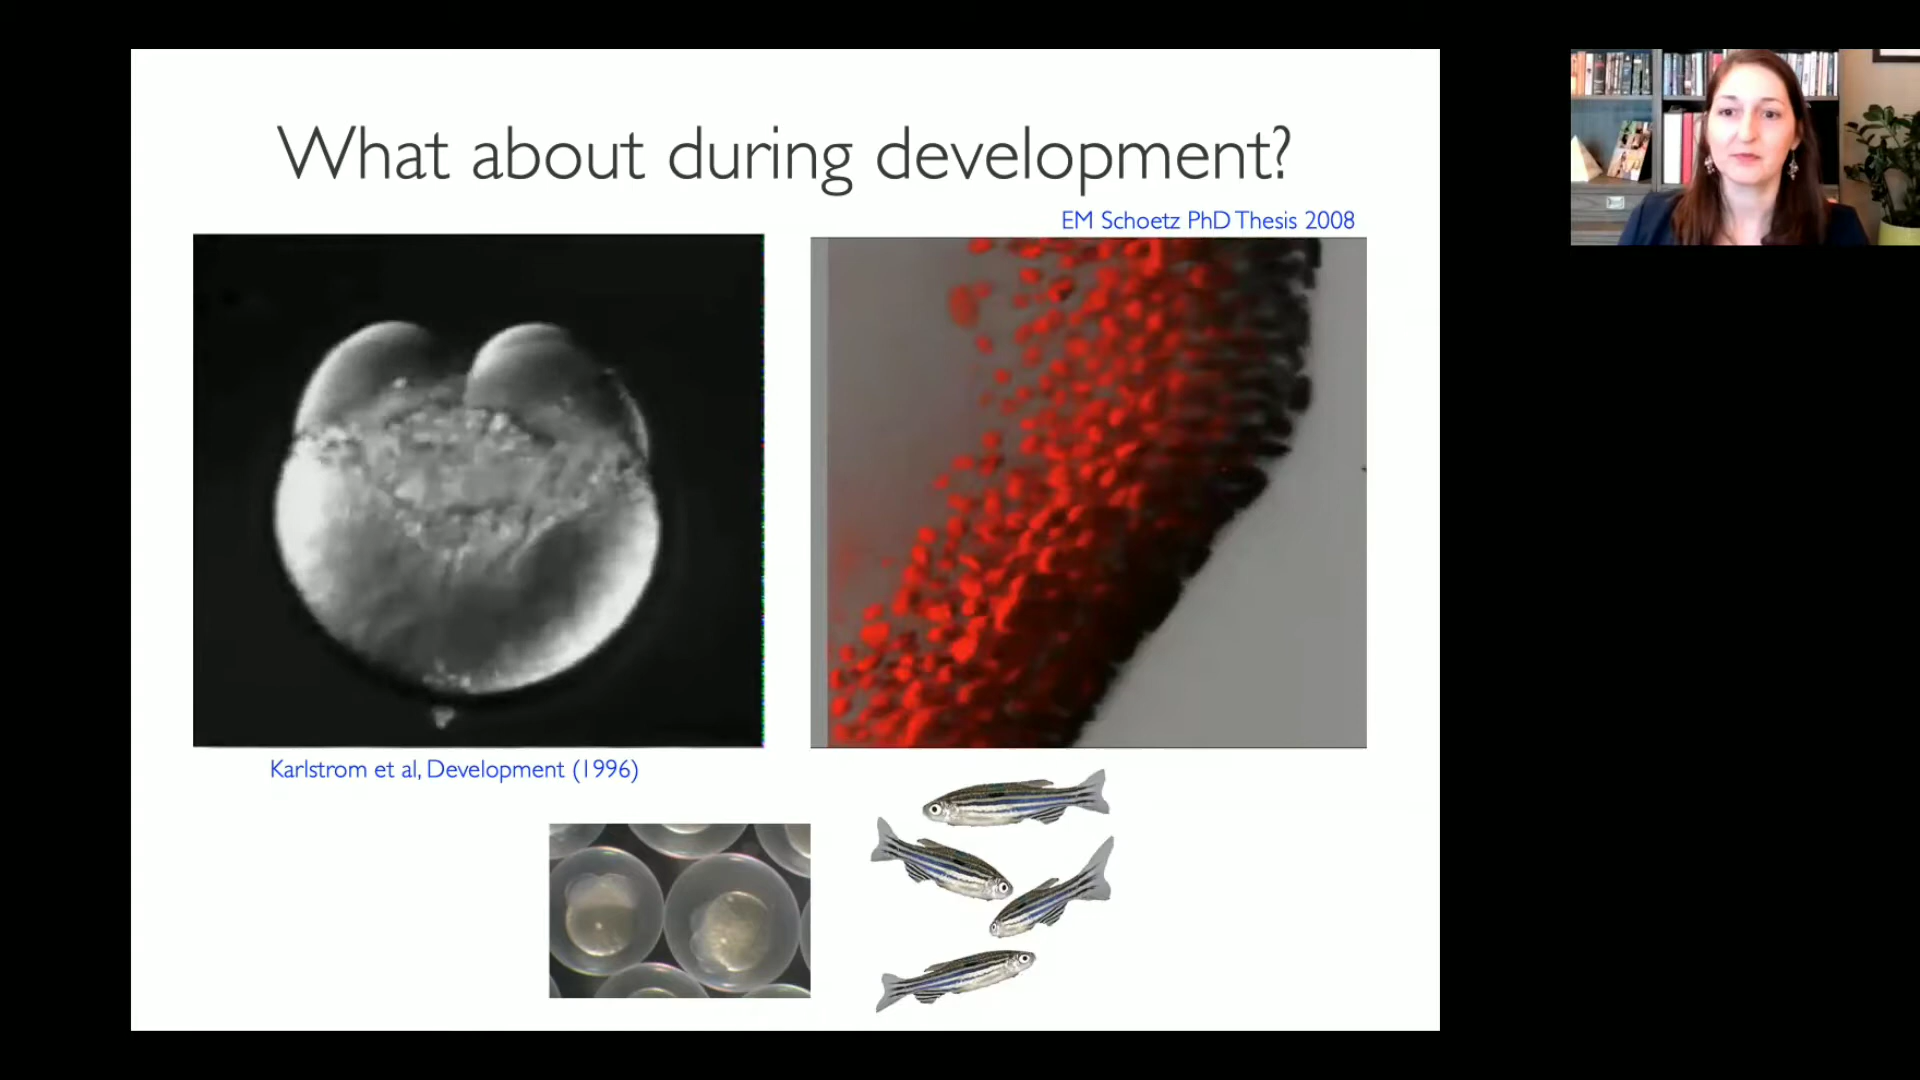 What about during development?
EM Schoetz PhD Thesis 2008
Karlstrom et al, Development (1996)